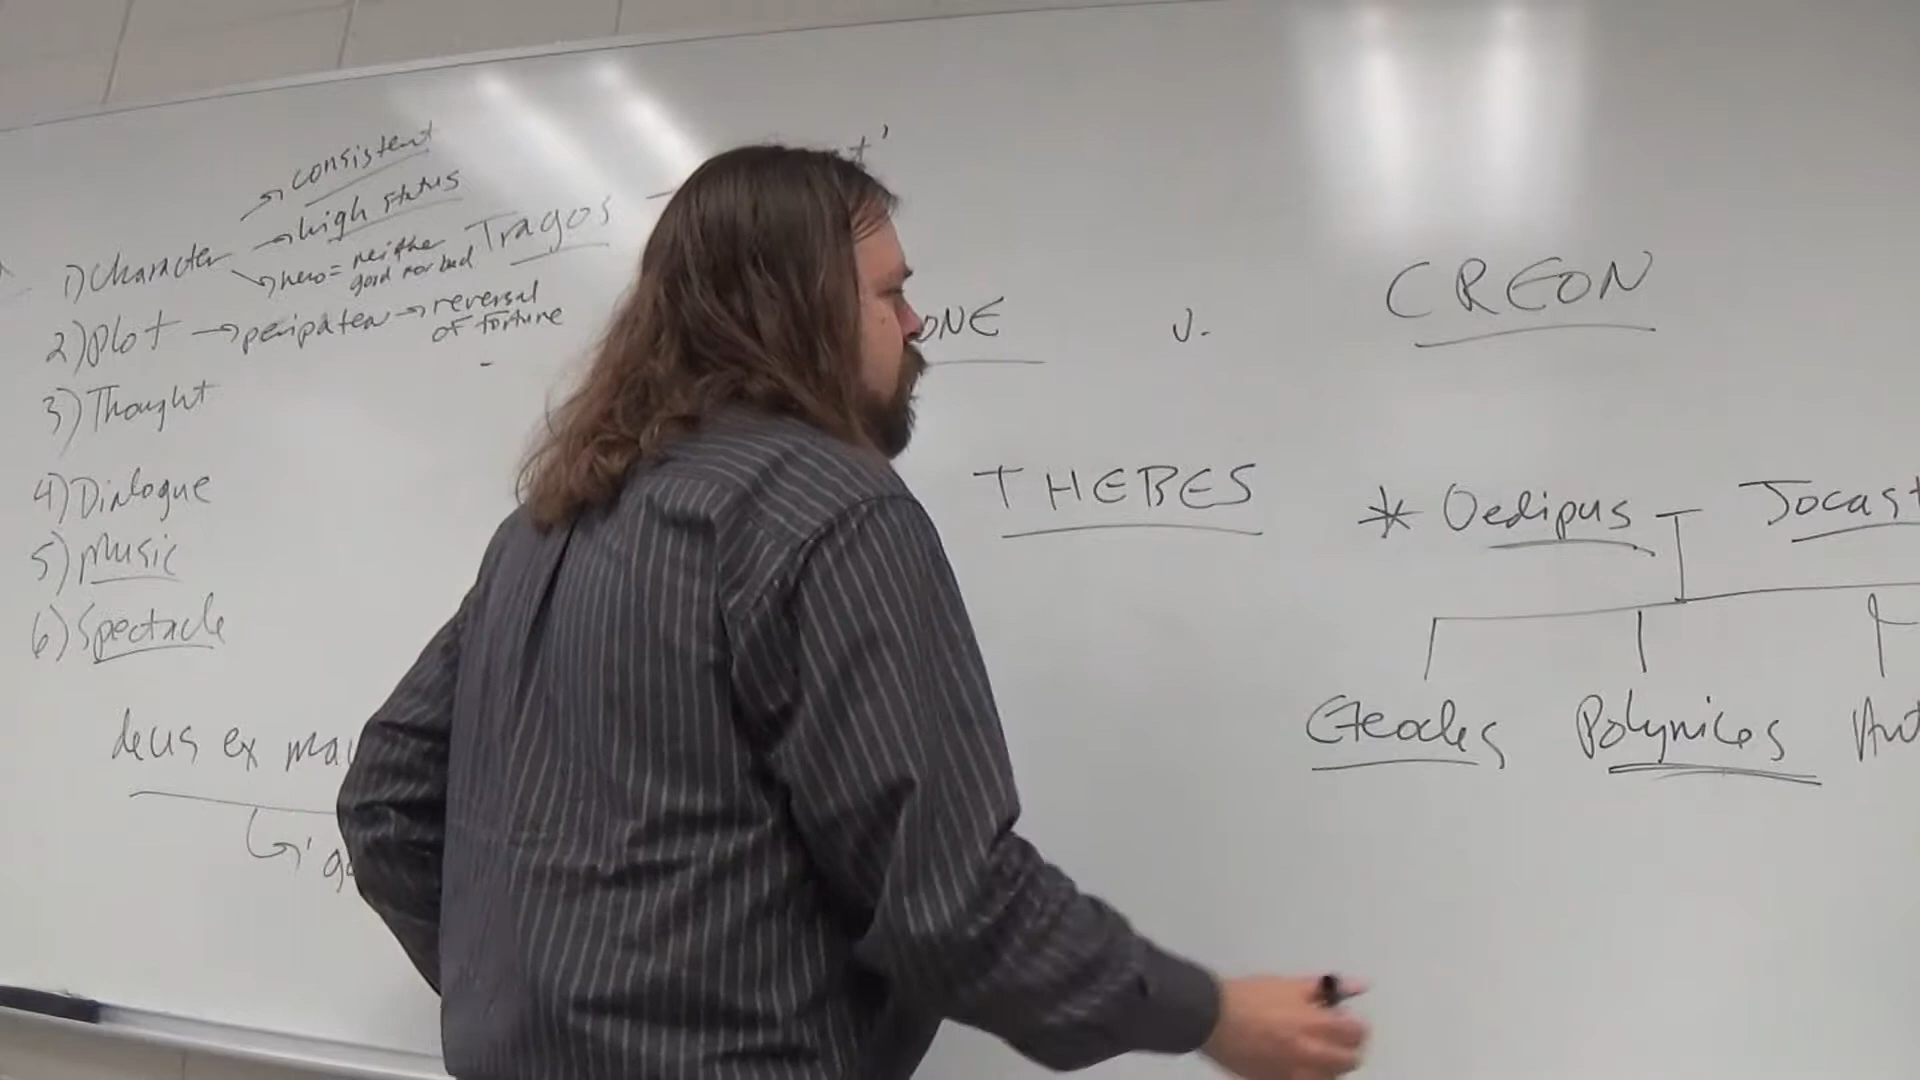 → consistent
1) Character → high status
→ hero = neither
good nor bad
2) Plot → peripatea → reversal
of fortune
3) Thought
4) Dialogue
5) Music
6) Spectacle
deus ex ma
Tragos
ONE v. CREON
THEBES
* Oedipus Jocast
Eteocles Polynices Ant